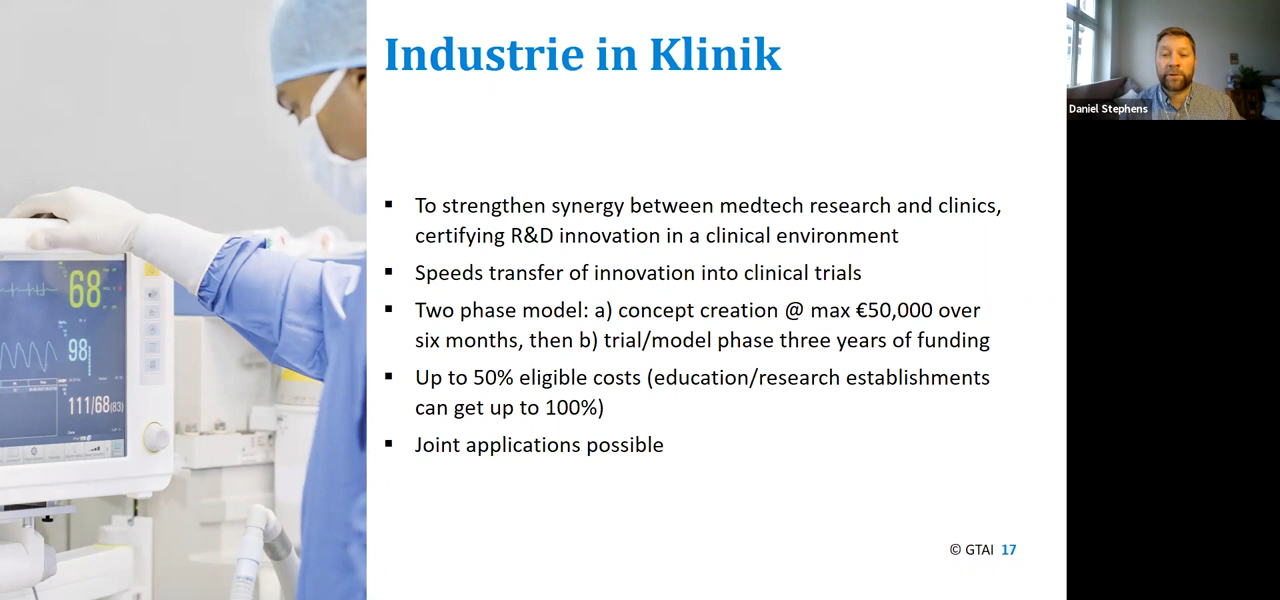 Industrie in Klinik
Daniel Stephens
▪ To strengthen synergy between medtech research and clinics,
certifying R&D innovation in a clinical environment
▪ Speeds transfer of innovation into clinical trials
▪ Two phase model: a) concept creation @ max €50,000 over
six months, then b) trial/model phase three years of funding
▪ Up to 50% eligible costs (education/research establishments
can get up to 100%)
▪ Joint applications possible
68
98
111/68(83)
© GTAI 17